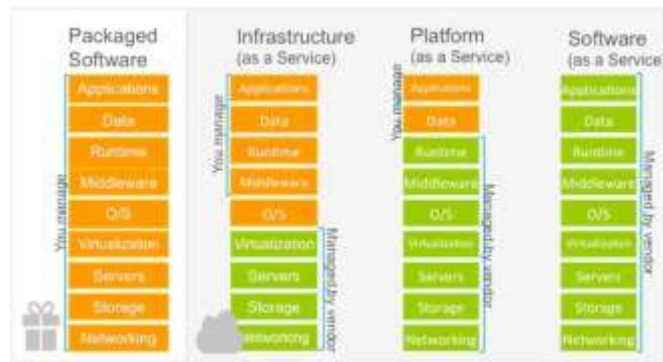 Packaged
Software
Applications
Data
Runtime
Middleware
O/S
Virtualization
Servers
Storage
Networking
You manage
Infrastructure
(as a Service)
Applications
Data
Runtime
Middleware
O/S
Virtualization
Servers
Storage
Networking
You manage
Managed by vendor
Platform
(as a Service)
Applications
Data
Runtime
Middleware
O/S
Virtualization
Servers
Storage
Networking
You manage
Managed by vendor
Software
(as a Service)
Applications
Data
Runtime
Middleware
O/S
Virtualization
Servers
Storage
Networking
Managed by vendor